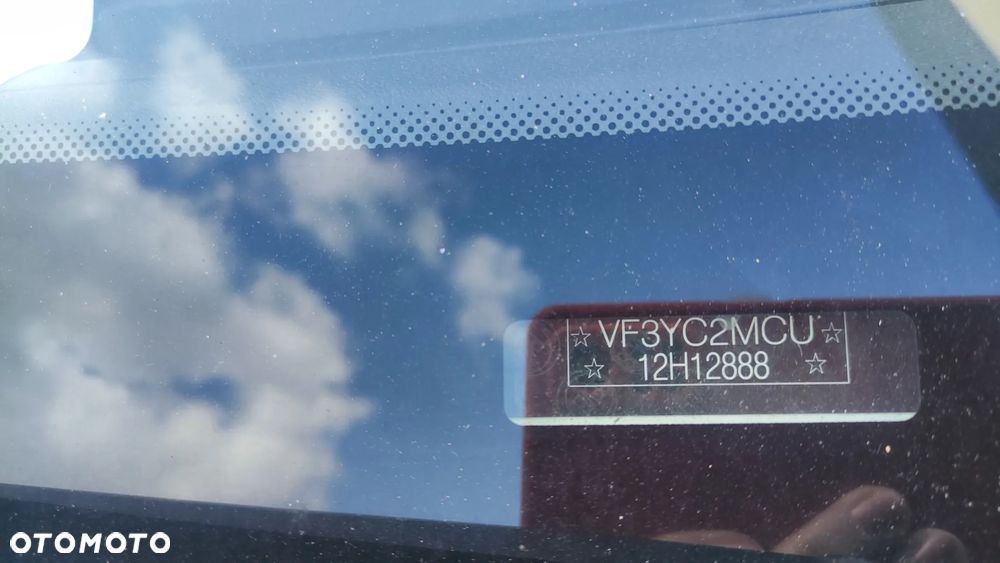 ☆ VF3YC2MCU ☆
☆ 12H12888 ☆
OTOMOTO